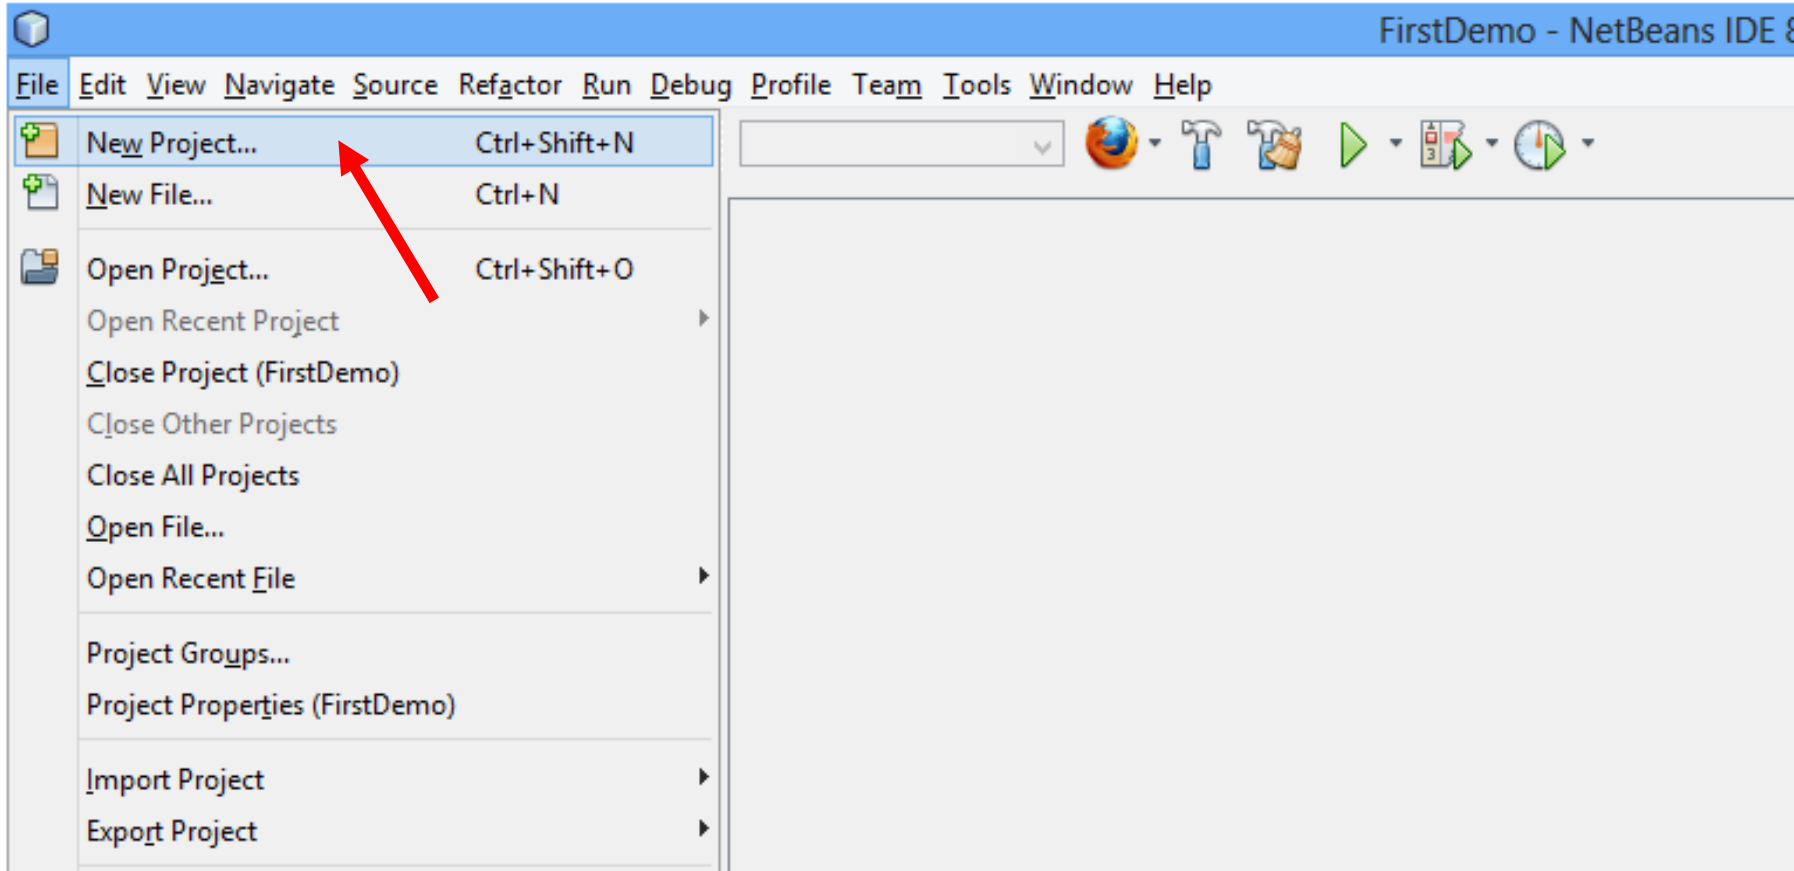 FirstDemo - NetBeans IDE 8
File Edit View Navigate Source Refactor Run Debug Profile Team Tools Window Help
New Project... Ctrl+Shift+N
New File... Ctrl+N
Open Project... Ctrl+Shift+O
Open Recent Project
Close Project (FirstDemo)
Close Other Projects
Close All Projects
Open File...
Open Recent File
Project Groups...
Project Properties (FirstDemo)
Import Project
Export Project